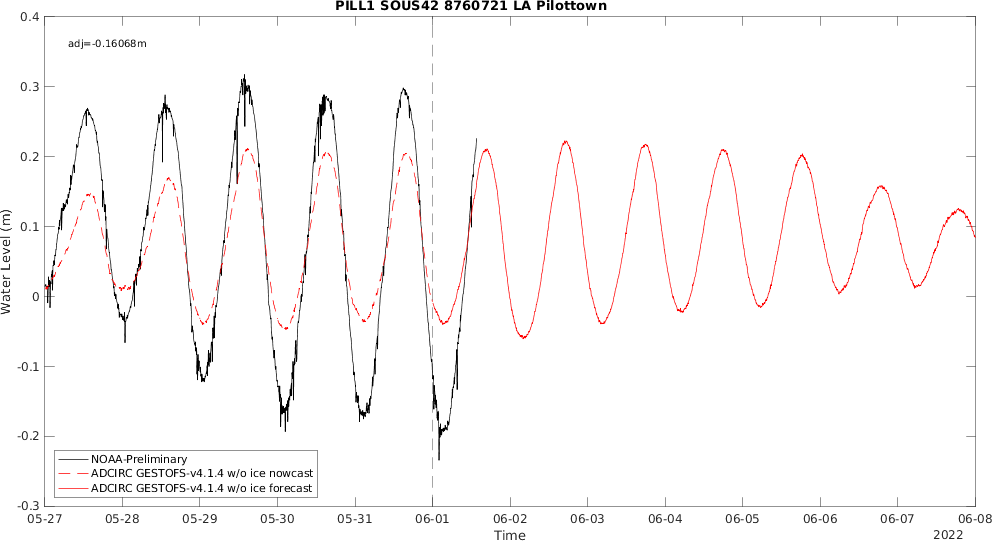 PILL1 SOUS42 8760721 LA Pilottown
adj=-0.16068m
0.4
0.3
0.2
0.1
0
-0.1
-0.2
-0.3
Water Level (m)
NOAA-Preliminary
ADCIRC GESTOFS-v4.1.4 w/o ice nowcast
ADCIRC GESTOFS-v4.1.4 w/o ice forecast
05-27 05-28 05-29 05-30 05-31 06-01 06-02 06-03 06-04 06-05 06-06 06-07 06-08
Time
2022